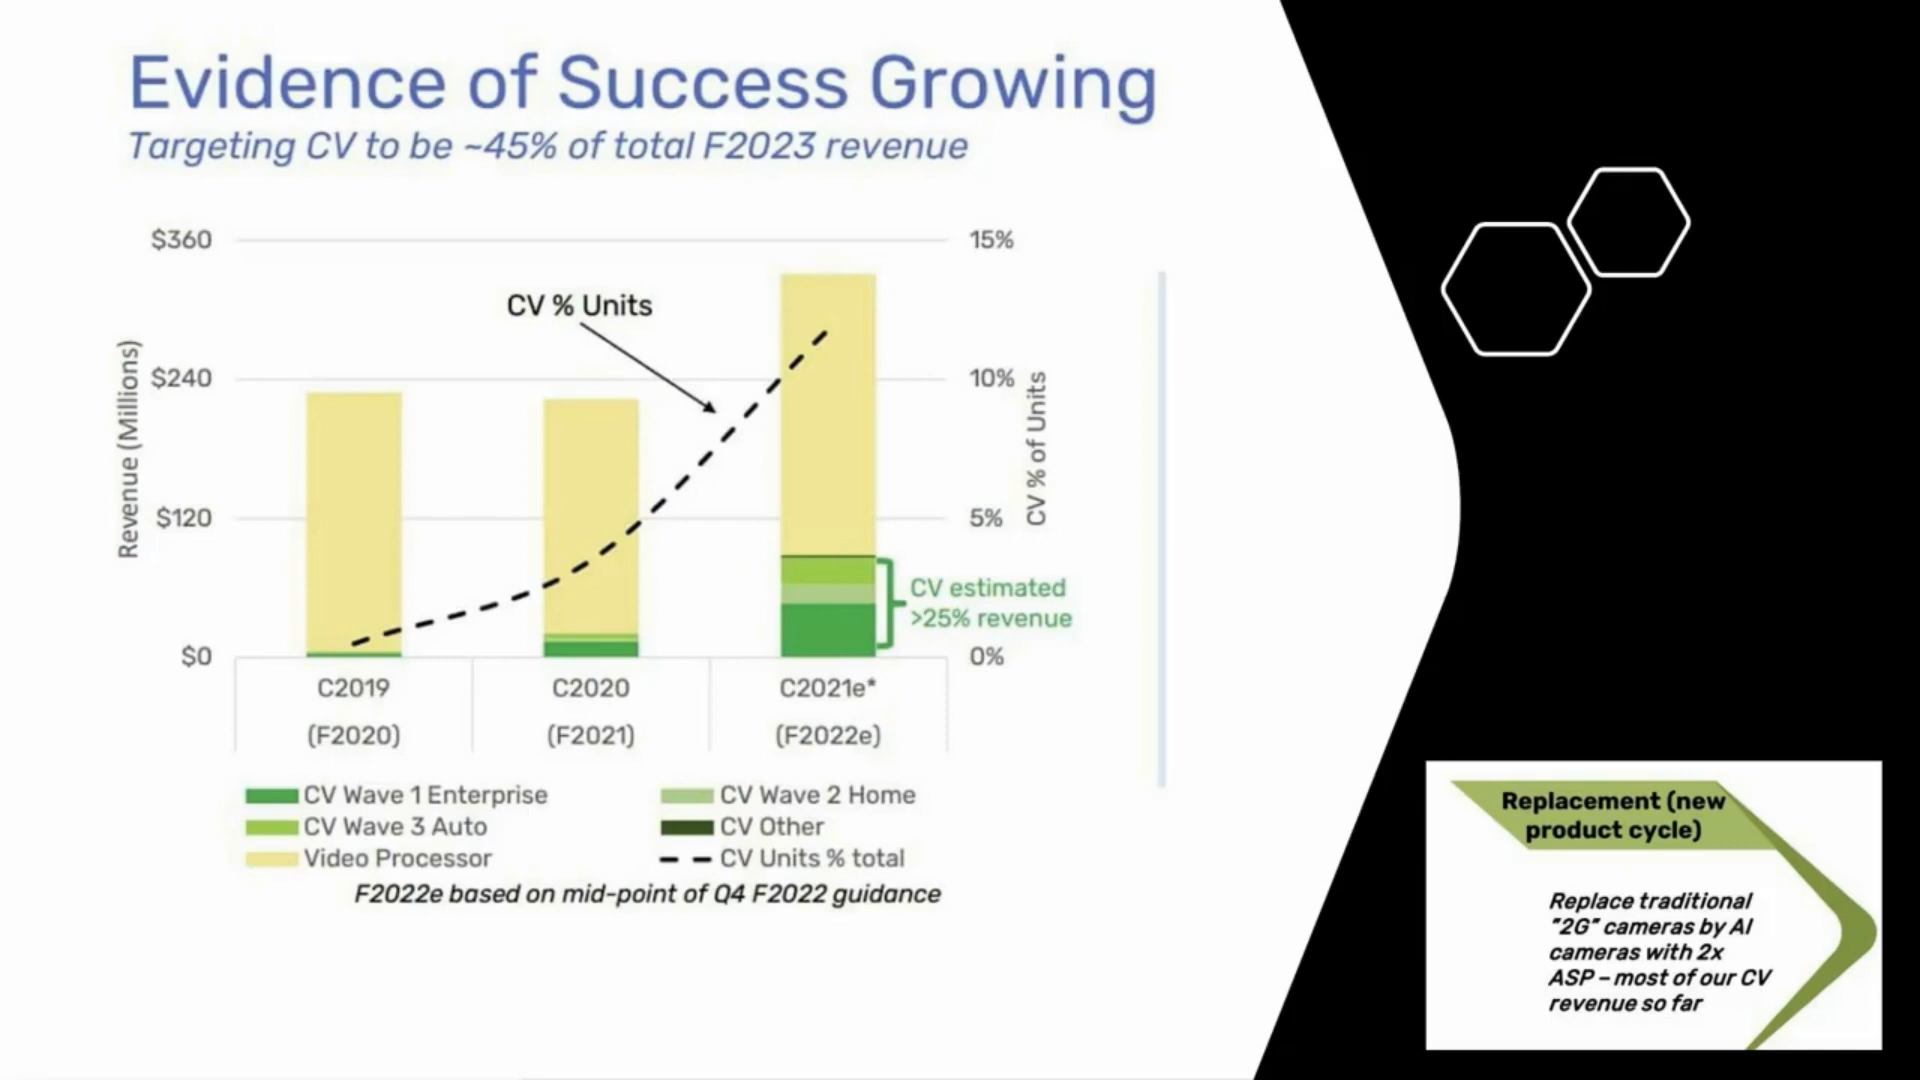 Evidence of Success Growing
Targeting CV to be ~45% of total F2023 revenue
$360
15%
CV % Units
$240
10%
Revenue (Millions)
CV % of Units
$120
5%
CV estimated
>25% revenue
$0
0%
C2019
C2020
C2021e*
(F2020)
(F2021)
(F2022e)
CV Wave 1 Enterprise
CV Wave 2 Home
CV Wave 3 Auto
CV Other
Video Processor
CV Units % total
F2022e based on mid-point of Q4 F2022 guidance
Replacement (new
product cycle)
Replace traditional
"2G" cameras by AI
cameras with 2x
ASP – most of our CV
revenue so far